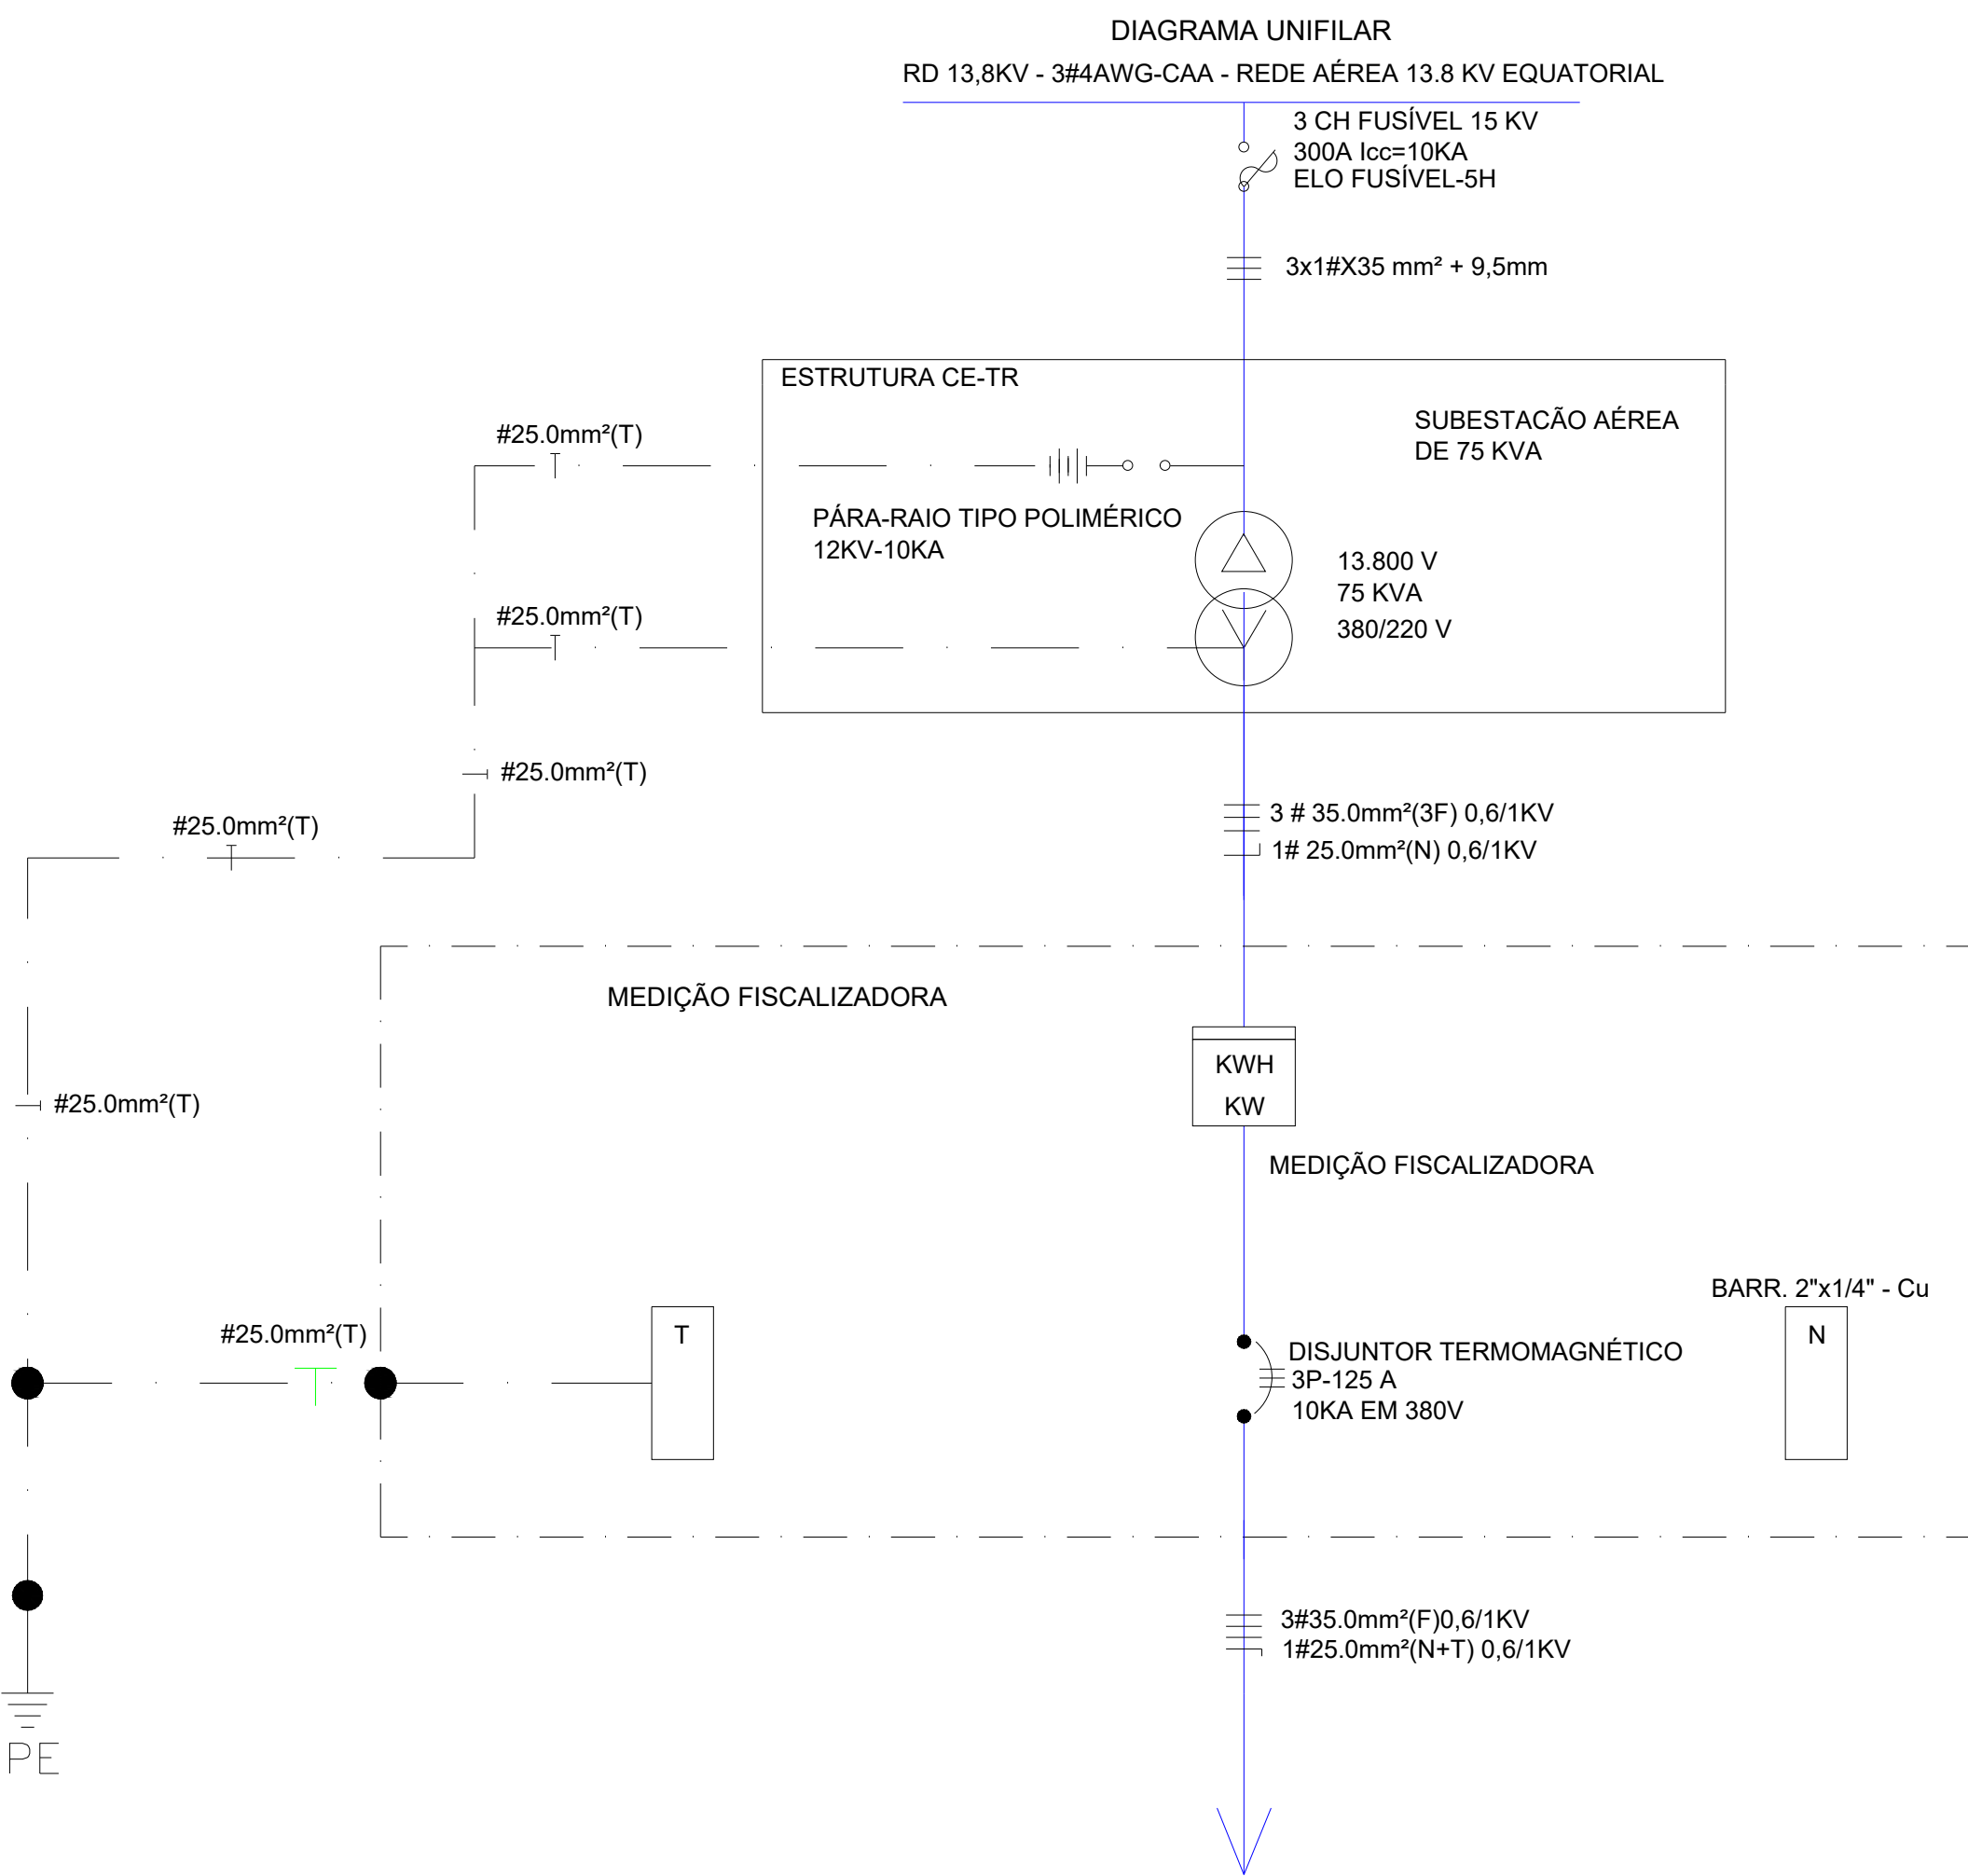 DIAGRAMA UNIFILAR
RD 13,8KV - 3#4AWG-CAA - REDE AÉREA 13.8 KV EQUATORIAL
3 CH FUSÍVEL 15 KV
300A Icc=10KA
ELO FUSÍVEL-5H
3x1#X35 mm² + 9,5mm
ESTRUTURA CE-TR
SUBESTACÃO AÉREA
DE 75 KVA
#25.0mm²(T)
PÁRA-RAIO TIPO POLIMÉRICO
12KV-10KA
13.800 V
75 KVA
380/220 V
#25.0mm²(T)
#25.0mm²(T)
#25.0mm²(T)
3 # 35.0mm²(3F) 0,6/1KV
1# 25.0mm²(N) 0,6/1KV
MEDIÇÃO FISCALIZADORA
KWH
KW
#25.0mm²(T)
MEDIÇÃO FISCALIZADORA
BARR. 2"x1/4" - Cu
#25.0mm²(T)
T
N
DISJUNTOR TERMOMAGNÉTICO
3P-125 A
10KA EM 380V
3#35.0mm²(F)0,6/1KV
1#25.0mm²(N+T) 0,6/1KV
PE